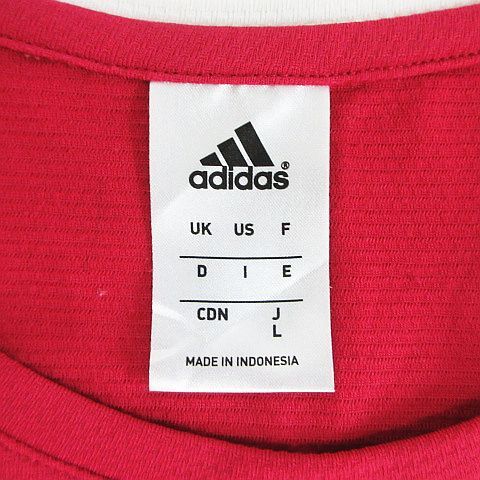 adidas®
UK US F
D I E
CDN J
L
MADE IN INDONESIA